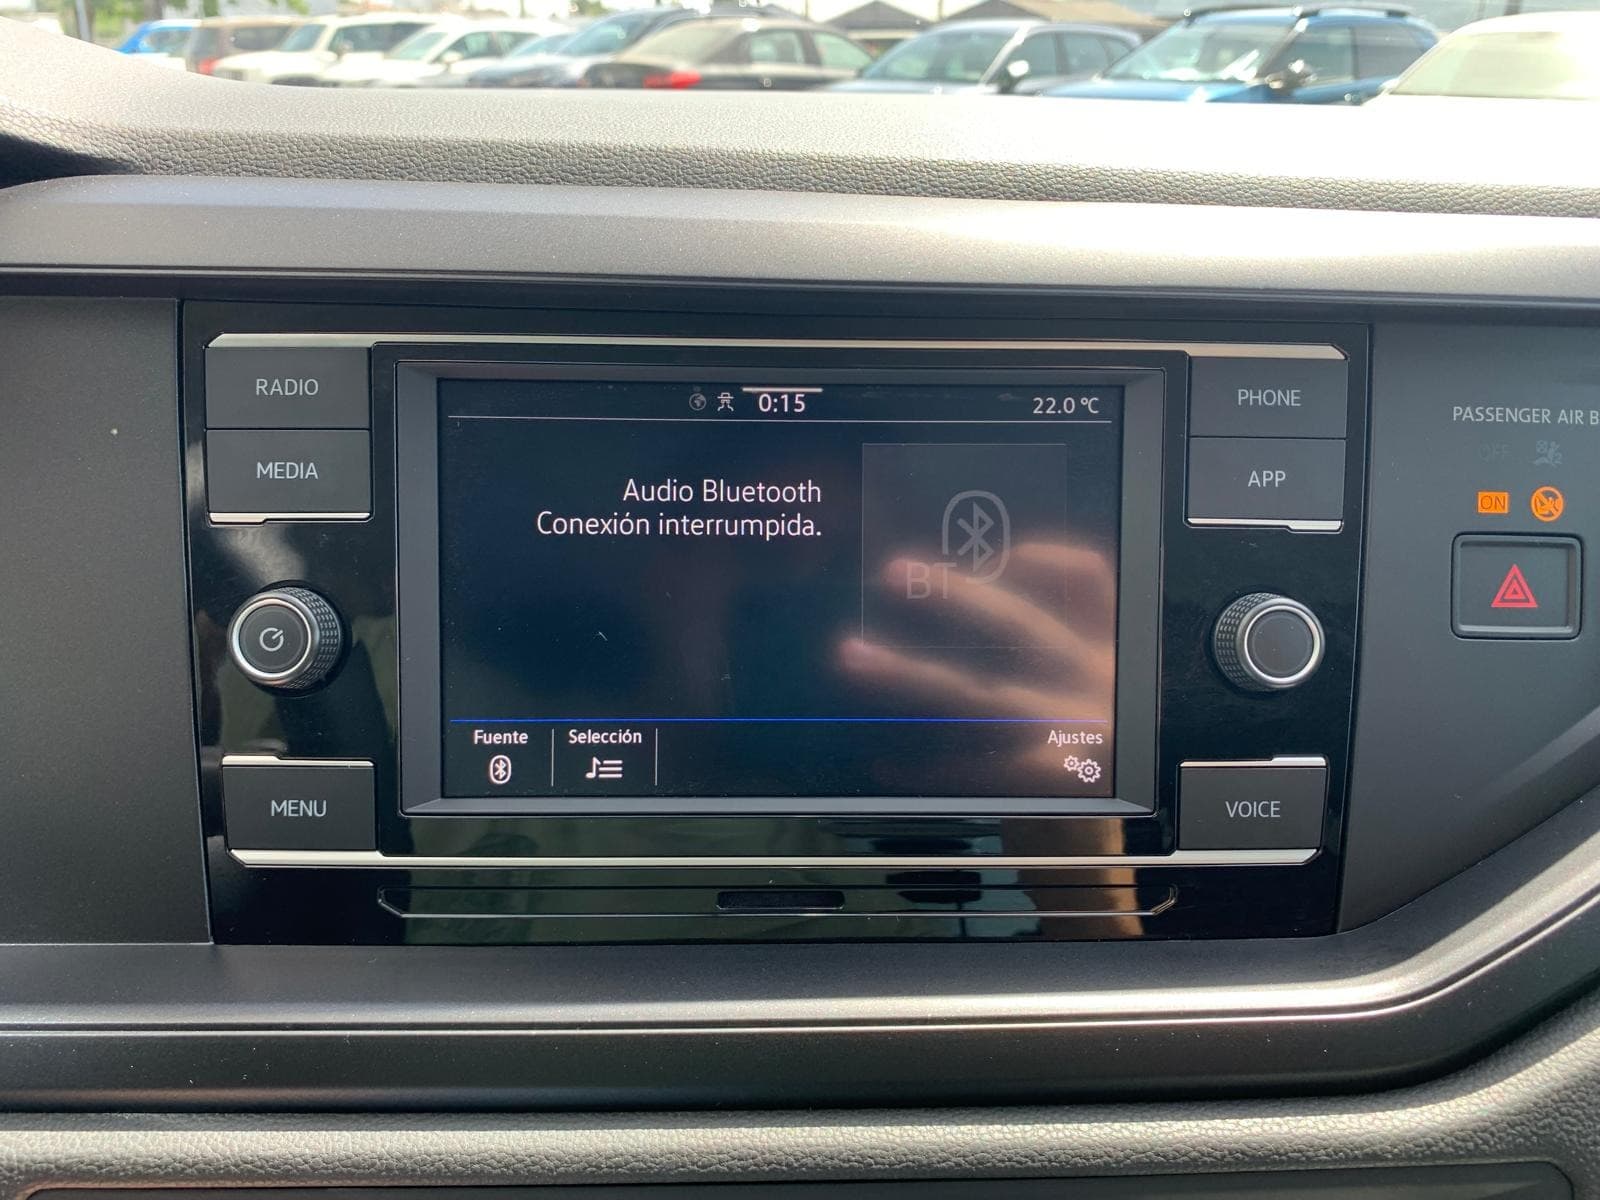 RADIO
MEDIA
MENU
0:15
22.0 °C
Audio Bluetooth
Conexión interrumpida.
BT
Fuente
Selección
Ajustes
PHONE
APP
VOICE
PASSENGER AIR B
OFF
ON